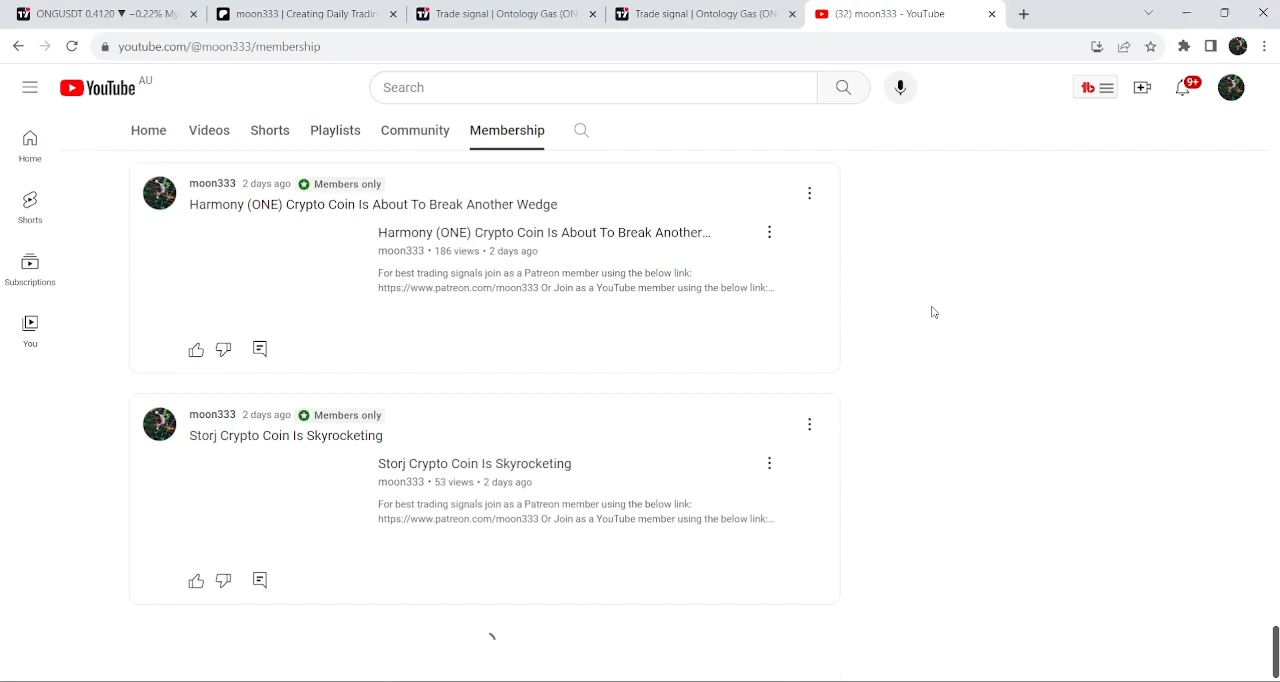 ONGUSDT 0.4120 ▼ −0.22% My
moon333 | Creating Daily Tradin
Trade signal | Ontology Gas (ON
Trade signal | Ontology Gas (ON
(32) moon333 - YouTube
youtube.com/@moon333/membership
YouTube AU
Search
9+
Home Videos Shorts Playlists Community Membership
Home
Shorts
Subscriptions
You
moon333 2 days ago Members only
Harmony (ONE) Crypto Coin Is About To Break Another Wedge
Harmony (ONE) Crypto Coin Is About To Break Another...
moon333 • 186 views • 2 days ago
For best trading signals join as a Patreon member using the below link:
https://www.patreon.com/moon333 Or Join as a YouTube member using the below link:...
moon333 2 days ago Members only
Storj Crypto Coin Is Skyrocketing
Storj Crypto Coin Is Skyrocketing
moon333 • 53 views • 2 days ago
For best trading signals join as a Patreon member using the below link:
https://www.patreon.com/moon333 Or Join as a YouTube member using the below link:...